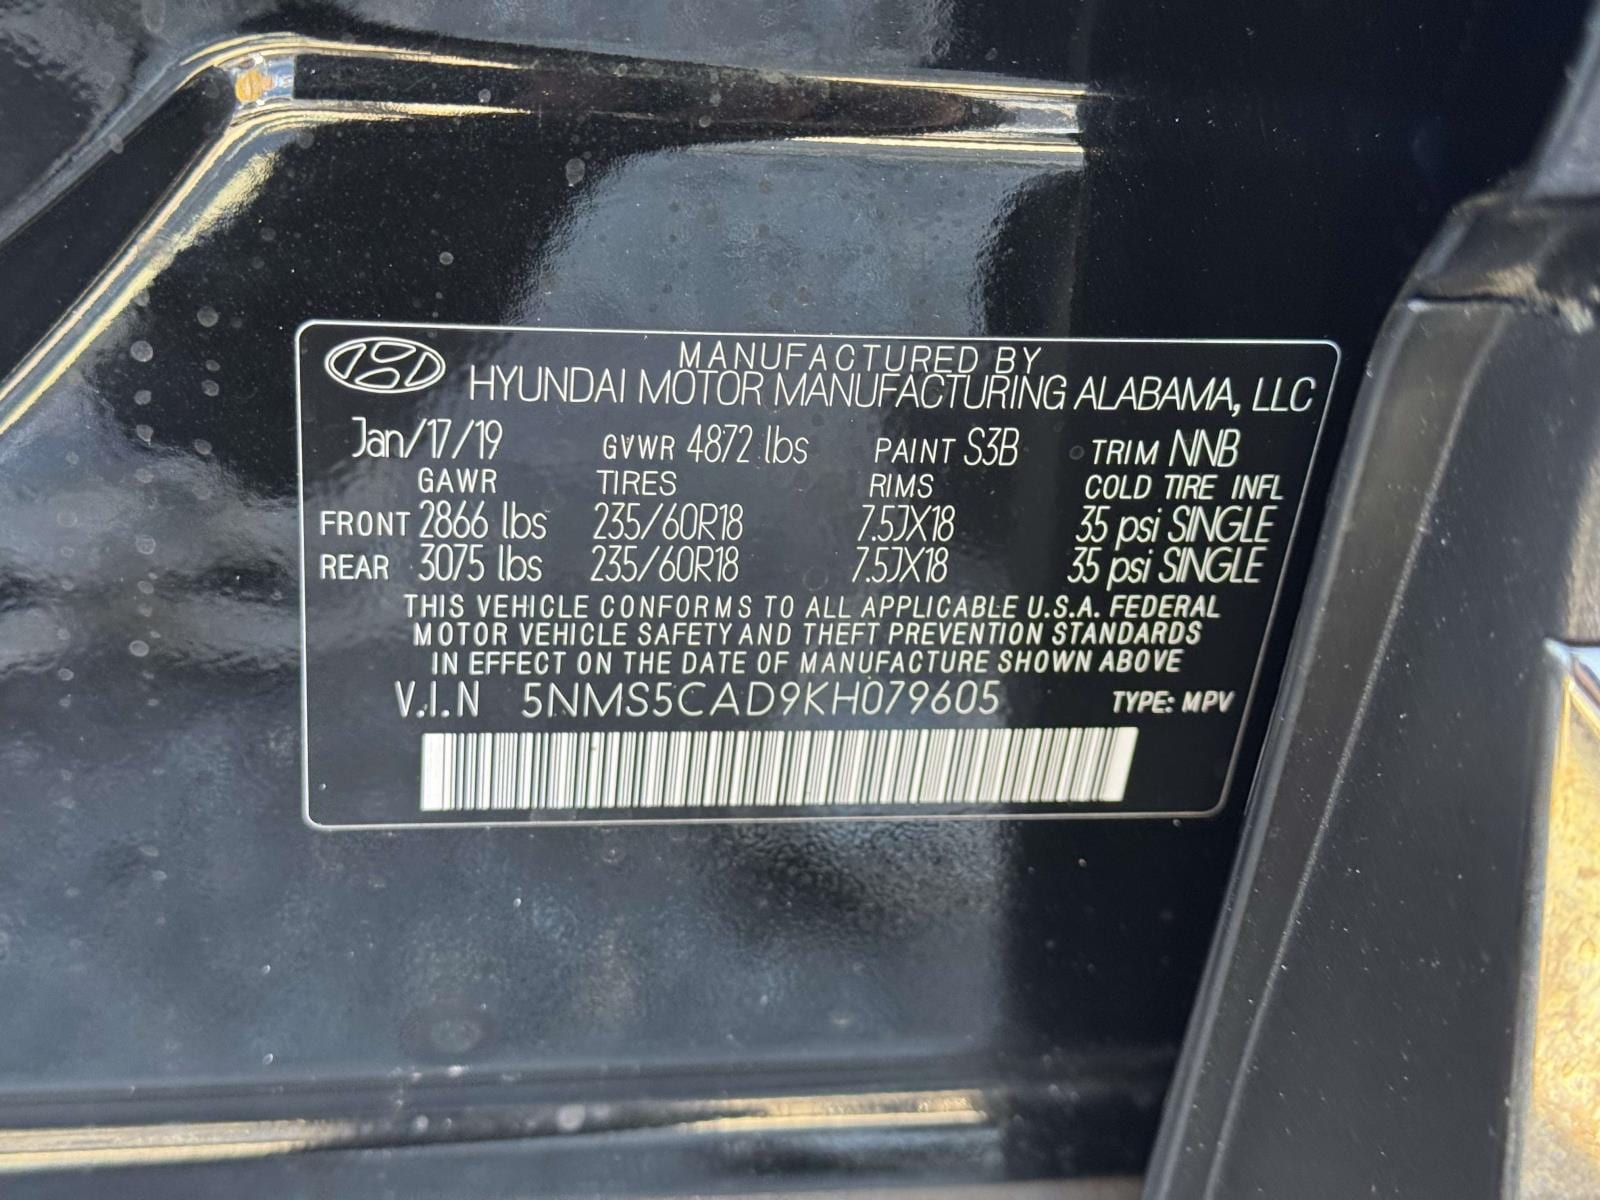 MANUFACTURED BY
HYUNDAI MOTOR MANUFACTURING ALABAMA, LLC
Jan/17/19 GVWR 4872 lbs PAINT S3B TRIM NNB
GAWR TIRES RIMS COLD TIRE INFL
FRONT 2866 lbs 235/60R18 7.5JX18 35 psi SINGLE
REAR 3075 lbs 235/60R18 7.5JX18 35 psi SINGLE
THIS VEHICLE CONFORMS TO ALL APPLICABLE U.S.A. FEDERAL
MOTOR VEHICLE SAFETY AND THEFT PREVENTION STANDARDS
IN EFFECT ON THE DATE OF MANUFACTURE SHOWN ABOVE
V.I.N 5NMS5CAD9KH079605 TYPE: MPV